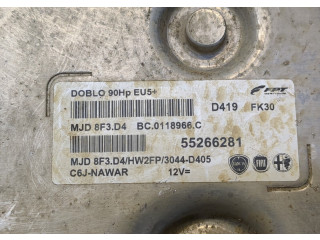 DOBLO 90Hp EU5+
FPT
D419 FK30
MJD 8F3.D4 BC.0118966.C
55266281
MJD 8F3.D4/HW2FP/3044-D405
C6J-NAWAR 12V=
FIAT